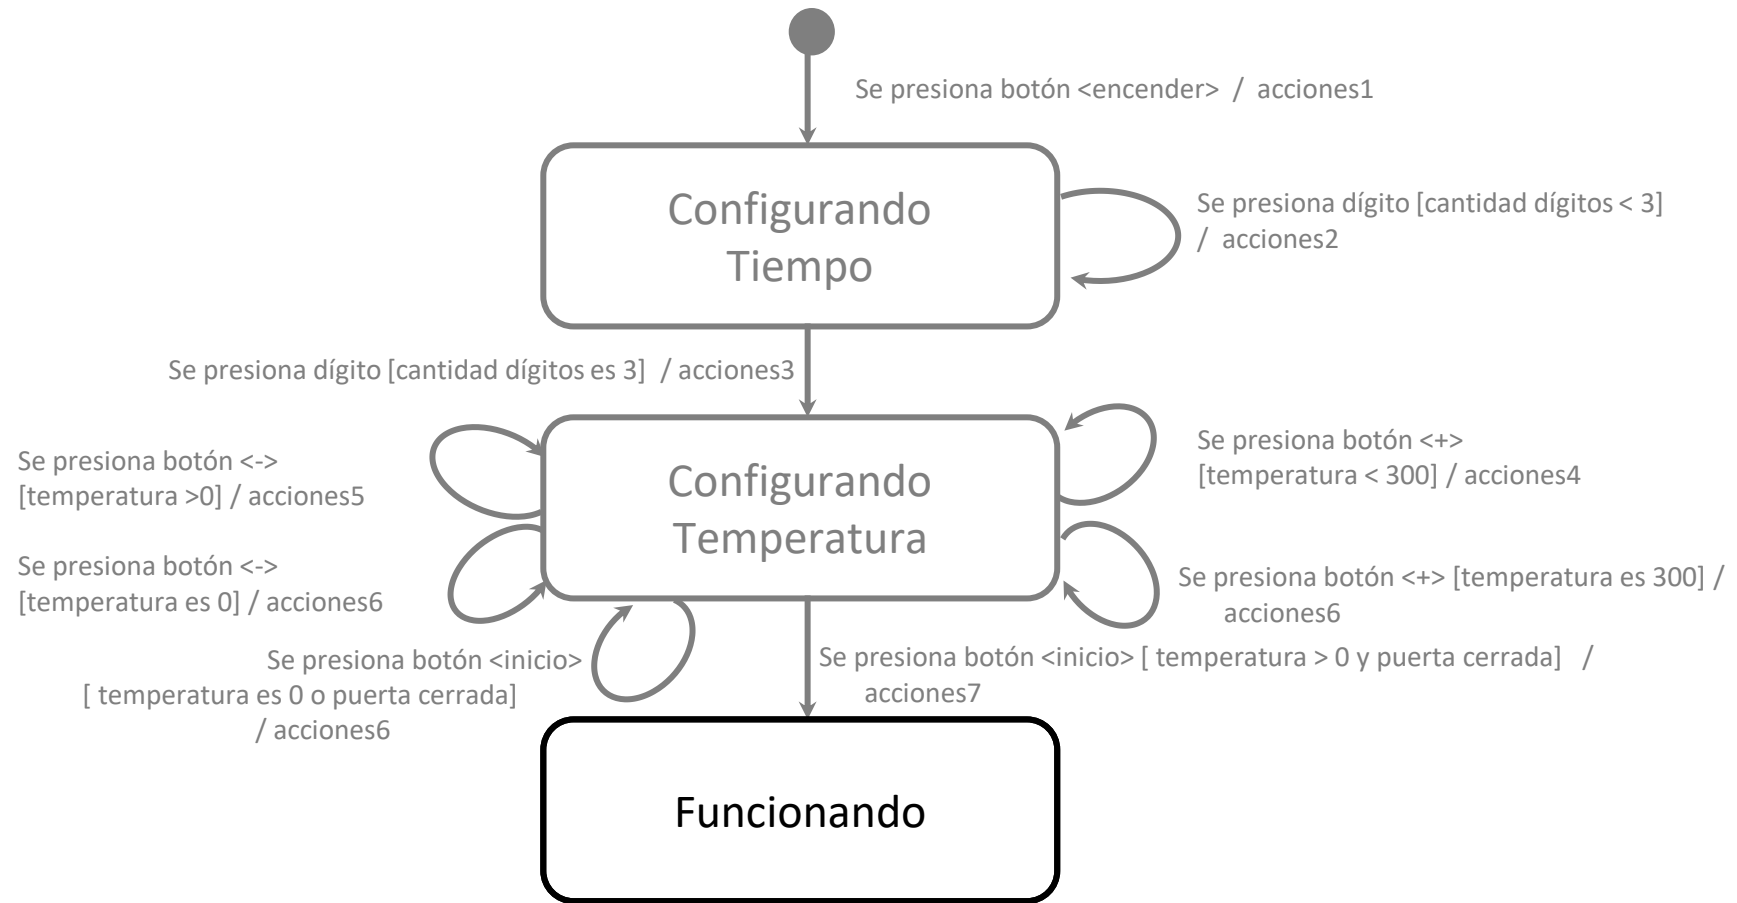 Se presiona botón <encender> / acciones1
Configurando
Tiempo
Se presiona dígito [cantidad dígitos < 3]
/ acciones2
Se presiona dígito [cantidad dígitos es 3] / acciones3
Se presiona botón <->
[temperatura >0] / acciones5
Configurando
Temperatura
Se presiona botón <+>
[temperatura < 300] / acciones4
Se presiona botón <->
[temperatura es 0] / acciones6
Se presiona botón <+> [temperatura es 300] /
acciones6
Se presiona botón <inicio>
[ temperatura es 0 o puerta cerrada]
/ acciones6
Se presiona botón <inicio> [ temperatura > 0 y puerta cerrada] /
acciones7
Funcionando